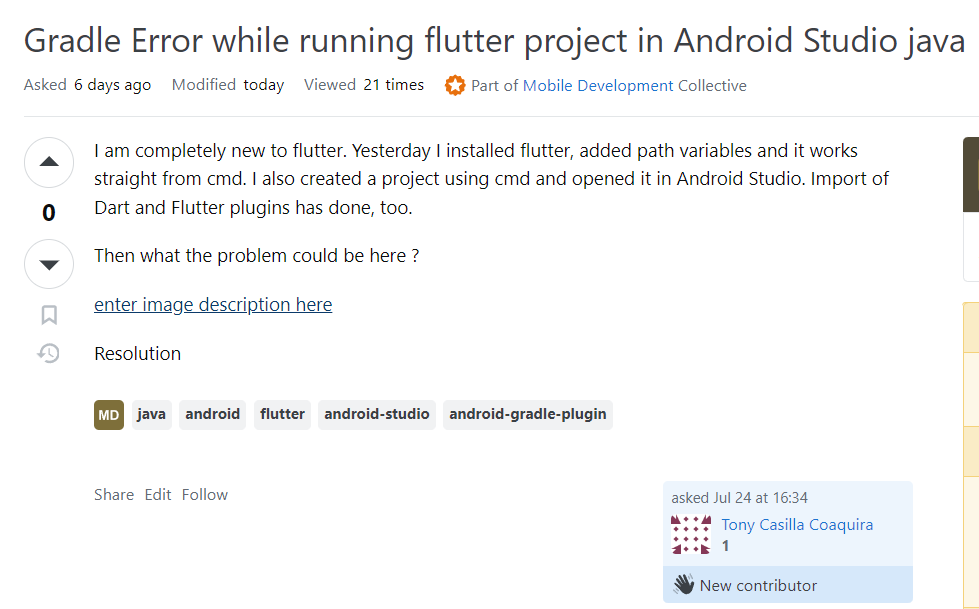 Gradle Error while running flutter project in Android Studio java
Asked 6 days ago Modified today Viewed 21 times Part of Mobile Development Collective
I am completely new to flutter. Yesterday I installed flutter, added path variables and it works
straight from cmd. I also created a project using cmd and opened it in Android Studio. Import of
Dart and Flutter plugins has done, too.
0
Then what the problem could be here ?
enter image description here
Resolution
MD java android flutter android-studio android-gradle-plugin
Share Edit Follow
asked Jul 24 at 16:34
Tony Casilla Coaquira
1
New contributor